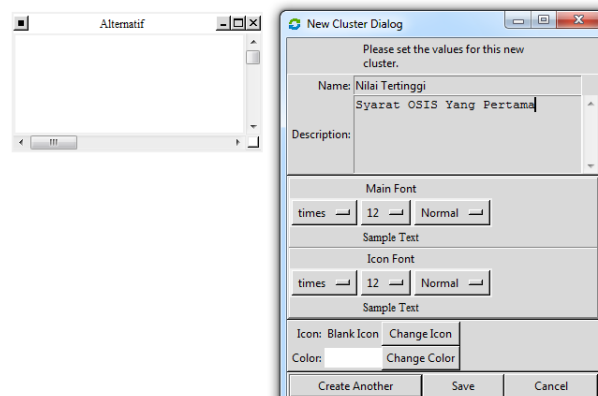 Alternatif
New Cluster Dialog
Please set the values for this new
cluster.
Name: Nilai Tertinggi
Description: Syarat OSIS Yang Pertama
Main Font
times 12 Normal
Sample Text
Icon Font
times 12 Normal
Sample Text
Icon: Blank Icon Change Icon
Color: Change Color
Create Another Save Cancel